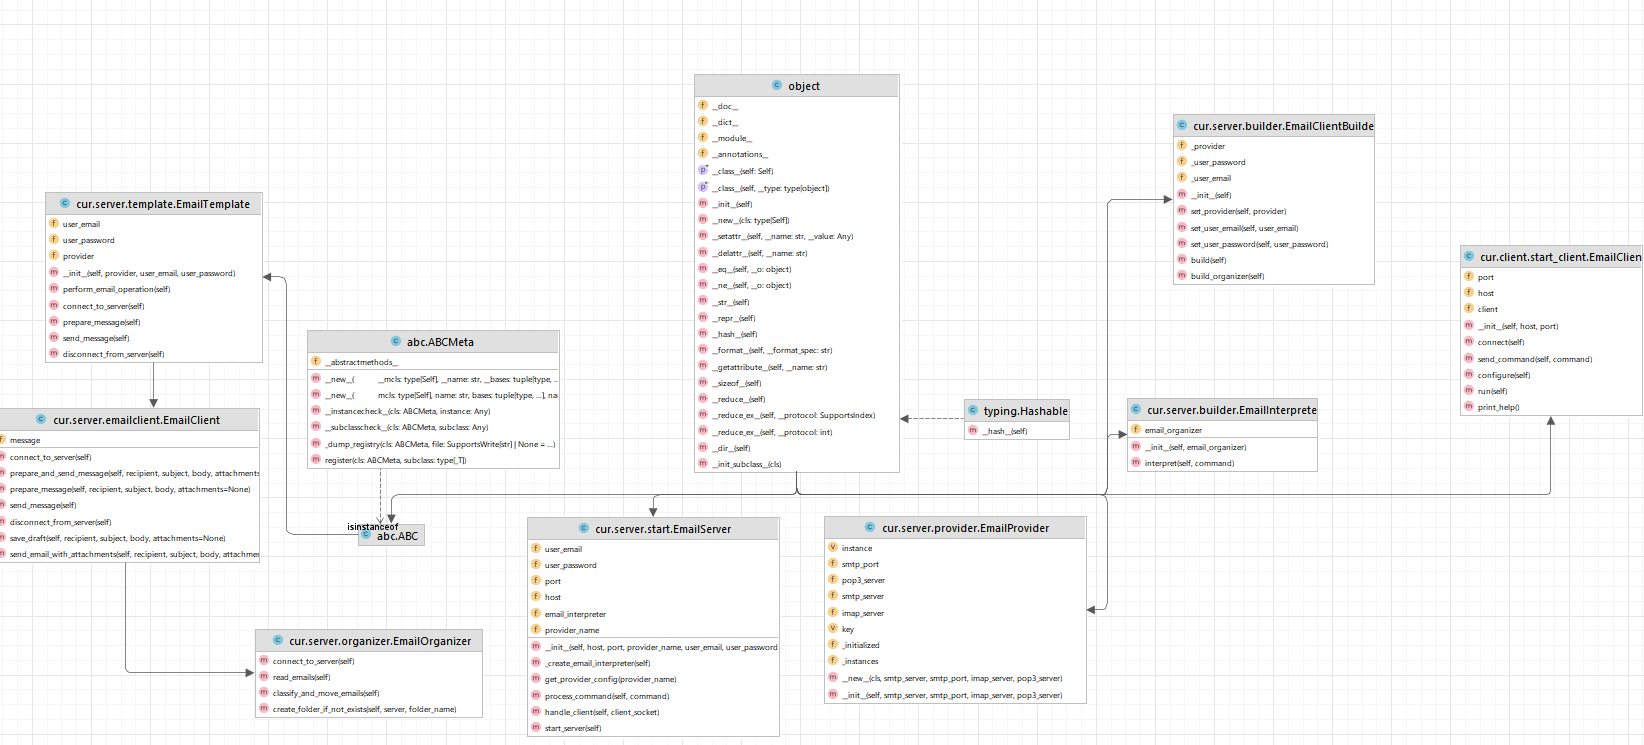 object
__doc__
__dict__
__module__
__annotations__
__class__(self: Self)
__class__(self, __type: type[object])
__init__(self)
__new__(cls: type[Self])
__setattr__(self, __name: str, __value: Any)
__delattr__(self, __name: str)
__eq__(self, __o: object)
__ne__(self, __o: object)
__str__(self)
__repr__(self)
__hash__(self)
__format__(self, __format_spec: str)
__getattribute__(self, __name: str)
__sizeof__(self)
__reduce__(self)
__reduce_ex__(self, __protocol: SupportsIndex)
__reduce_ex__(self, __protocol: int)
__dir__(self)
__init_subclass__(cls)
cur.server.builder.EmailClientBuilde
_provider
_user_password
_user_email
__init__(self)
set_provider(self, provider)
set_user_email(self, user_email)
set_user_password(self, user_password)
build(self)
build_organizer(self)
cur.server.template.EmailTemplate
user_email
user_password
provider
__init__(self, provider, user_email, user_password)
perform_email_operation(self)
connect_to_server(self)
prepare_message(self)
send_message(self)
disconnect_from_server(self)
cur.client.start_client.EmailClien
port
host
client
__init__(self, host, port)
connect(self)
send_command(self, command)
configure(self)
run(self)
print_help()
abc.ABCMeta
__abstractmethods__
__new__( __mcls: type[Self], __name: str, __bases: tuple[type, ...
__new__( mcls: type[Self], name: str, bases: tuple[type, ...], na
__instancecheck__(cls: ABCMeta, instance: Any)
__subclasscheck__(cls: ABCMeta, subclass: Any)
_dump_registry(cls: ABCMeta, file: SupportsWrite[str] | None = ...)
register(cls: ABCMeta, subclass: type[_T])
typing.Hashable
__hash__(self)
cur.server.builder.EmailInterprete
email_organizer
__init__(self, email_organizer)
interpret(self, command)
cur.server.emailclient.EmailClient
message
connect_to_server(self)
prepare_and_send_message(self, recipient, subject, body, attachments
prepare_message(self, recipient, subject, body, attachments=None)
send_message(self)
disconnect_from_server(self)
save_draft(self, recipient, subject, body, attachments=None)
send_email_with_attachments(self, recipient, subject, body, attachmer
isinstanceof
abc.ABC
cur.server.start.EmailServer
user_email
user_password
port
host
email_interpreter
provider_name
__init__(self, host, port, provider_name, user_email, user_password
_create_email_interpreter(self)
get_provider_config(provider_name)
process_command(self, command)
handle_client(self, client_socket)
start_server(self)
cur.server.provider.EmailProvider
instance
smtp_port
pop3_server
smtp_server
imap_server
key
_initialized
_instances
__new__(cls, smtp_server, smtp_port, imap_server, pop3_server)
__init__(self, smtp_server, smtp_port, imap_server, pop3_server)
cur.server.organizer.EmailOrganizer
connect_to_server(self)
read_emails(self)
classify_and_move_emails(self)
create_folder_if_not_exists(self, server, folder_name)